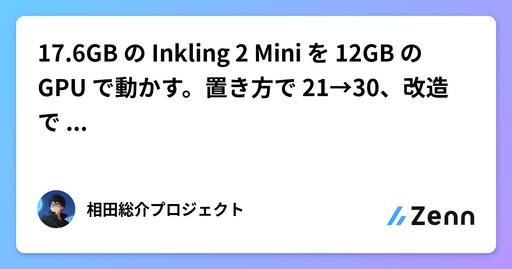 17.6GB の Inkling 2 Mini を 12GB の
GPU で動かす。置き方で 21→30、改造
で ...
相田総介プロジェクト
Zenn